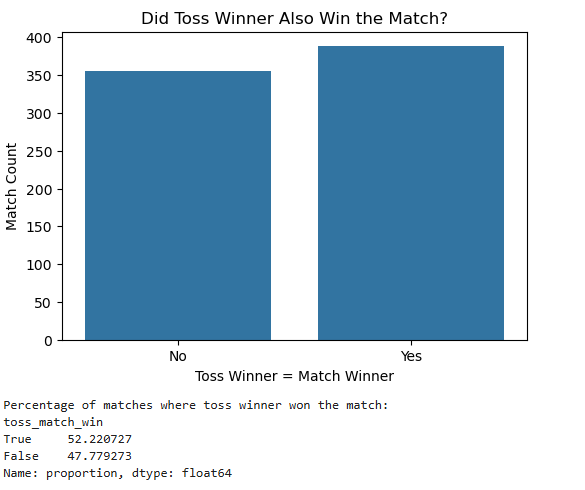 Did Toss Winner Also Win the Match?
400
350
300
250
200
150
100
50
0
Match Count
No Yes
Toss Winner = Match Winner
Percentage of matches where toss winner won the match:
toss_match_win
True 52.220727
False 47.779273
Name: proportion, dtype: float64